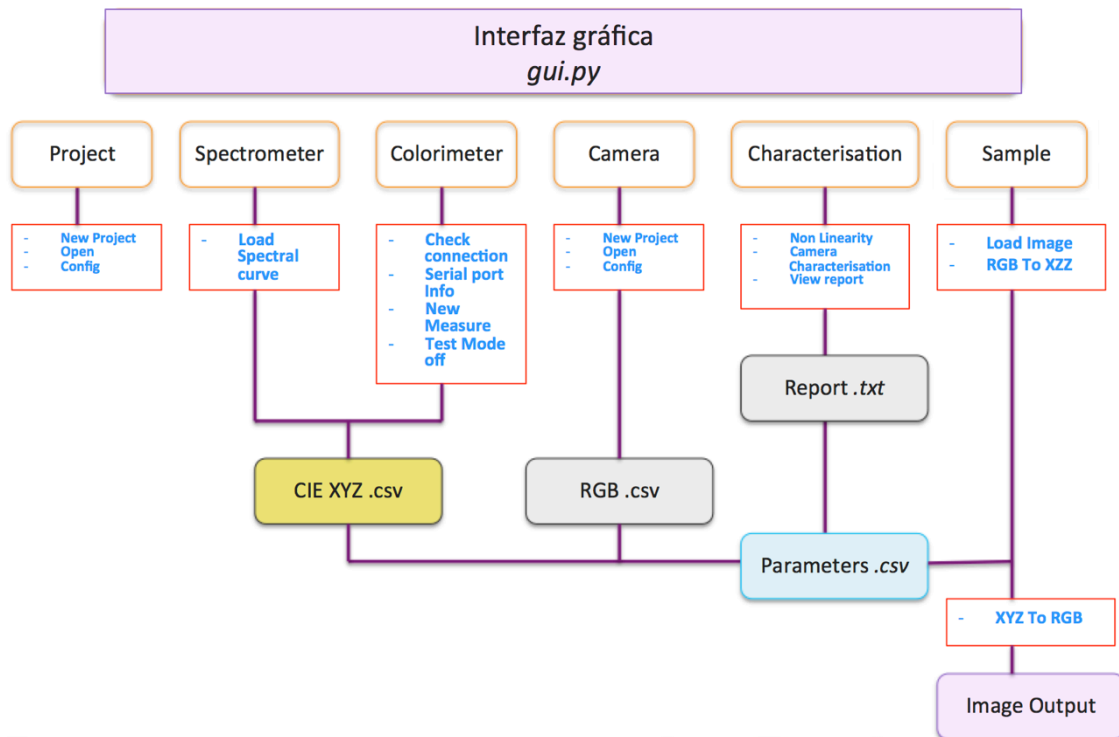 Interfaz gráfica
gui.py
Project
Spectrometer
Colorimeter
Camera
Characterisation
Sample
- New Project
- Open
- Config
- Load
Spectral
curve
- Check
connection
- Serial port
Info
- New
Measure
- Test Mode
off
- New Project
- Open
- Config
- Non Linearity
- Camera
Characterisation
- View report
- Load Image
- RGB To XZZ
Report .txt
CIE XYZ .csv
RGB .csv
Parameters .csv
- XYZ To RGB
Image Output